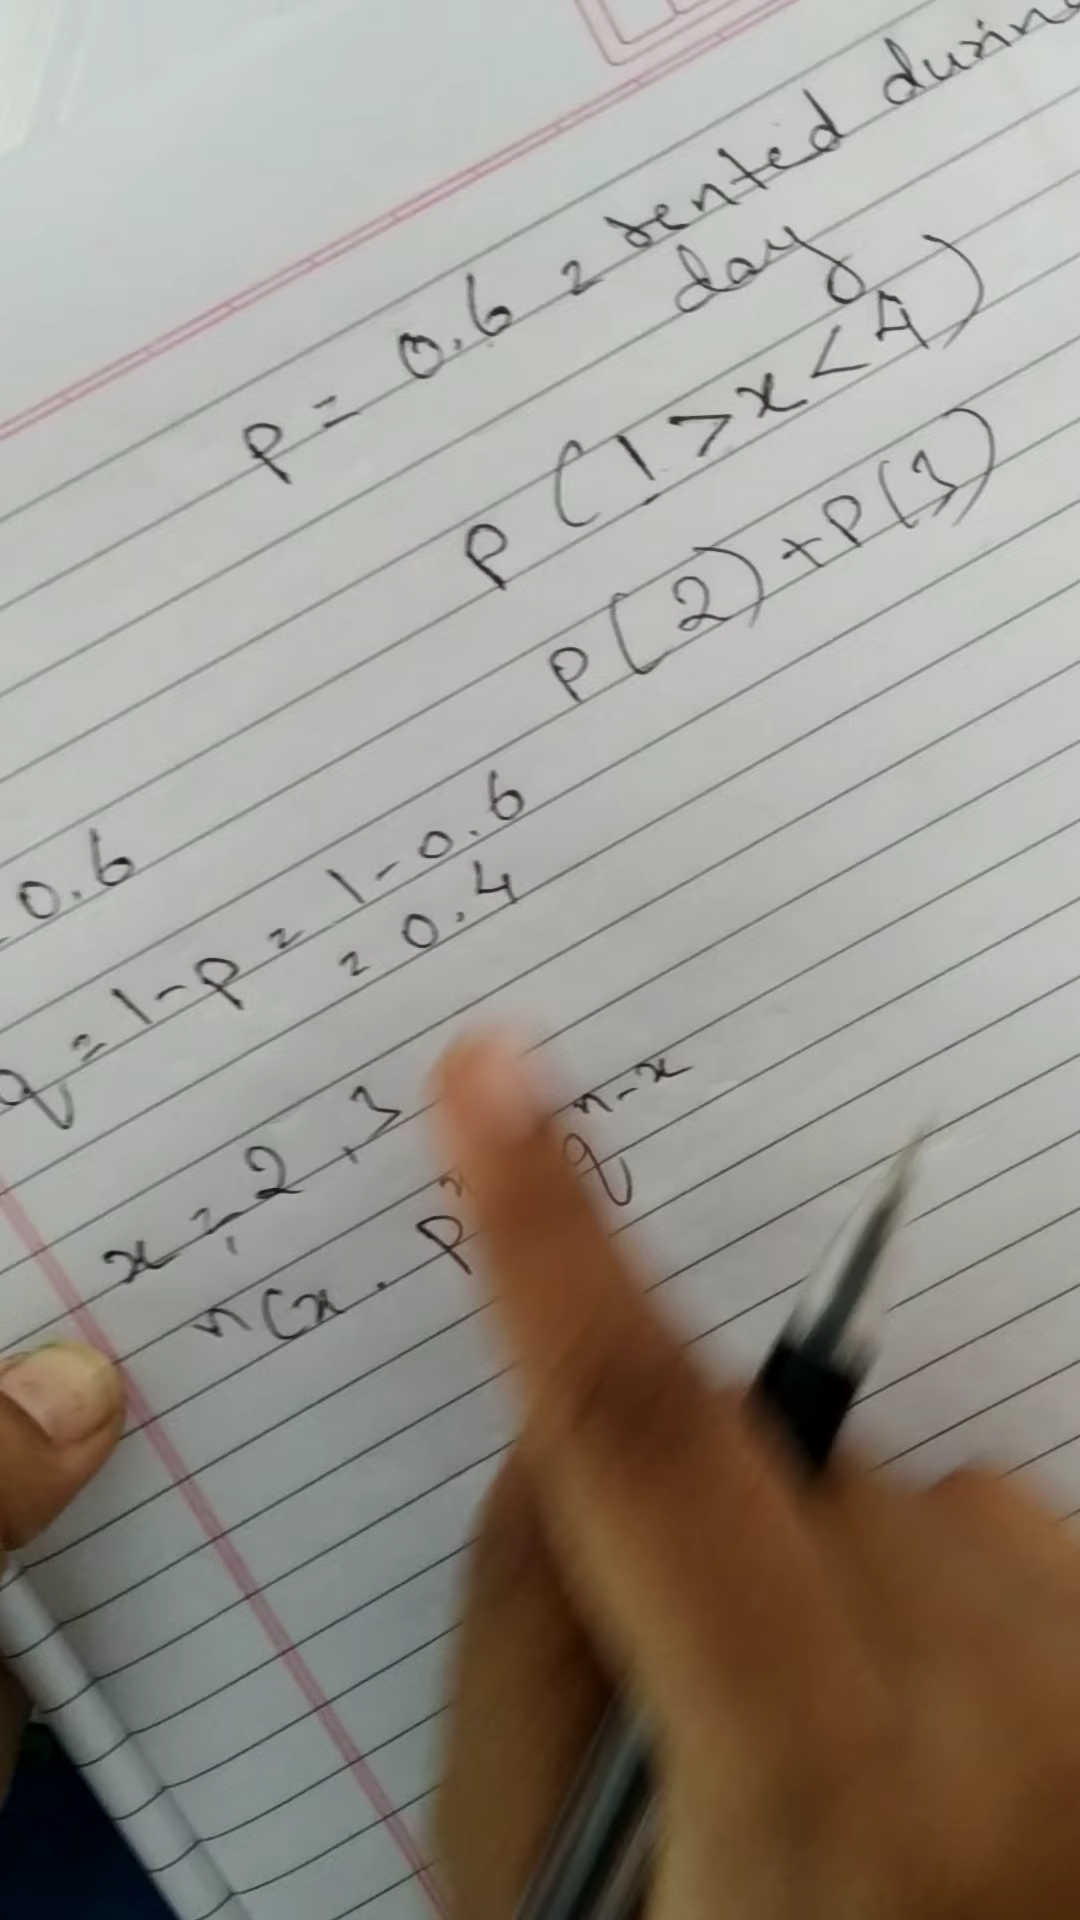 P = 0.6 = rented during
day
P (1 > x < 4)
P(2) + P(3)
0.6
q = 1 - P = 1 - 0.6
= 0.4
x = 2, 3
nCx . P^x q^n-x